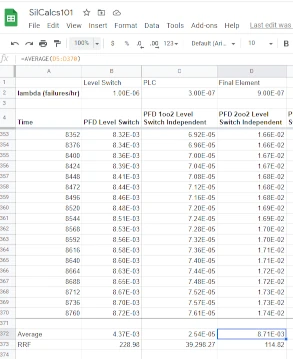 SilCalcs101
File Edit View Insert Format Data Tools Add-ons Help Last edit was
100% $ % .0 .00 123 Default (Ari... 10 B
fx =AVERAGE(D5:D370)
A B C D
1 Level Switch PLC Final Element
2 lambda (failures/hr) 1.00E-06 3.00E-07 9.00E-07
3
4 Time PFD Level Switch PFD 1oo2 Level Switch Independent PFD 2oo2 Level Switch Independent
353 8352 8.32E-03 6.92E-05 1.66E-02
354 8376 8.34E-03 6.96E-05 1.66E-02
355 8400 8.36E-03 7.00E-05 1.67E-02
356 8424 8.39E-03 7.04E-05 1.67E-02
357 8448 8.41E-03 7.08E-05 1.68E-02
358 8472 8.44E-03 7.12E-05 1.68E-02
359 8496 8.46E-03 7.16E-05 1.68E-02
360 8520 8.48E-03 7.20E-05 1.69E-02
361 8544 8.51E-03 7.24E-05 1.69E-02
362 8568 8.53E-03 7.28E-05 1.70E-02
363 8592 8.56E-03 7.32E-05 1.70E-02
364 8616 8.58E-03 7.36E-05 1.71E-02
365 8640 8.60E-03 7.40E-05 1.71E-02
366 8664 8.63E-03 7.44E-05 1.72E-02
367 8688 8.65E-03 7.48E-05 1.72E-02
368 8712 8.67E-03 7.52E-05 1.73E-02
369 8736 8.70E-03 7.57E-05 1.73E-02
370 8760 8.72E-03 7.61E-05 1.74E-02
371
372 Average 4.37E-03 2.54E-05 8.71E-03
373 RRF 228.98 39,298.27 114.82
374